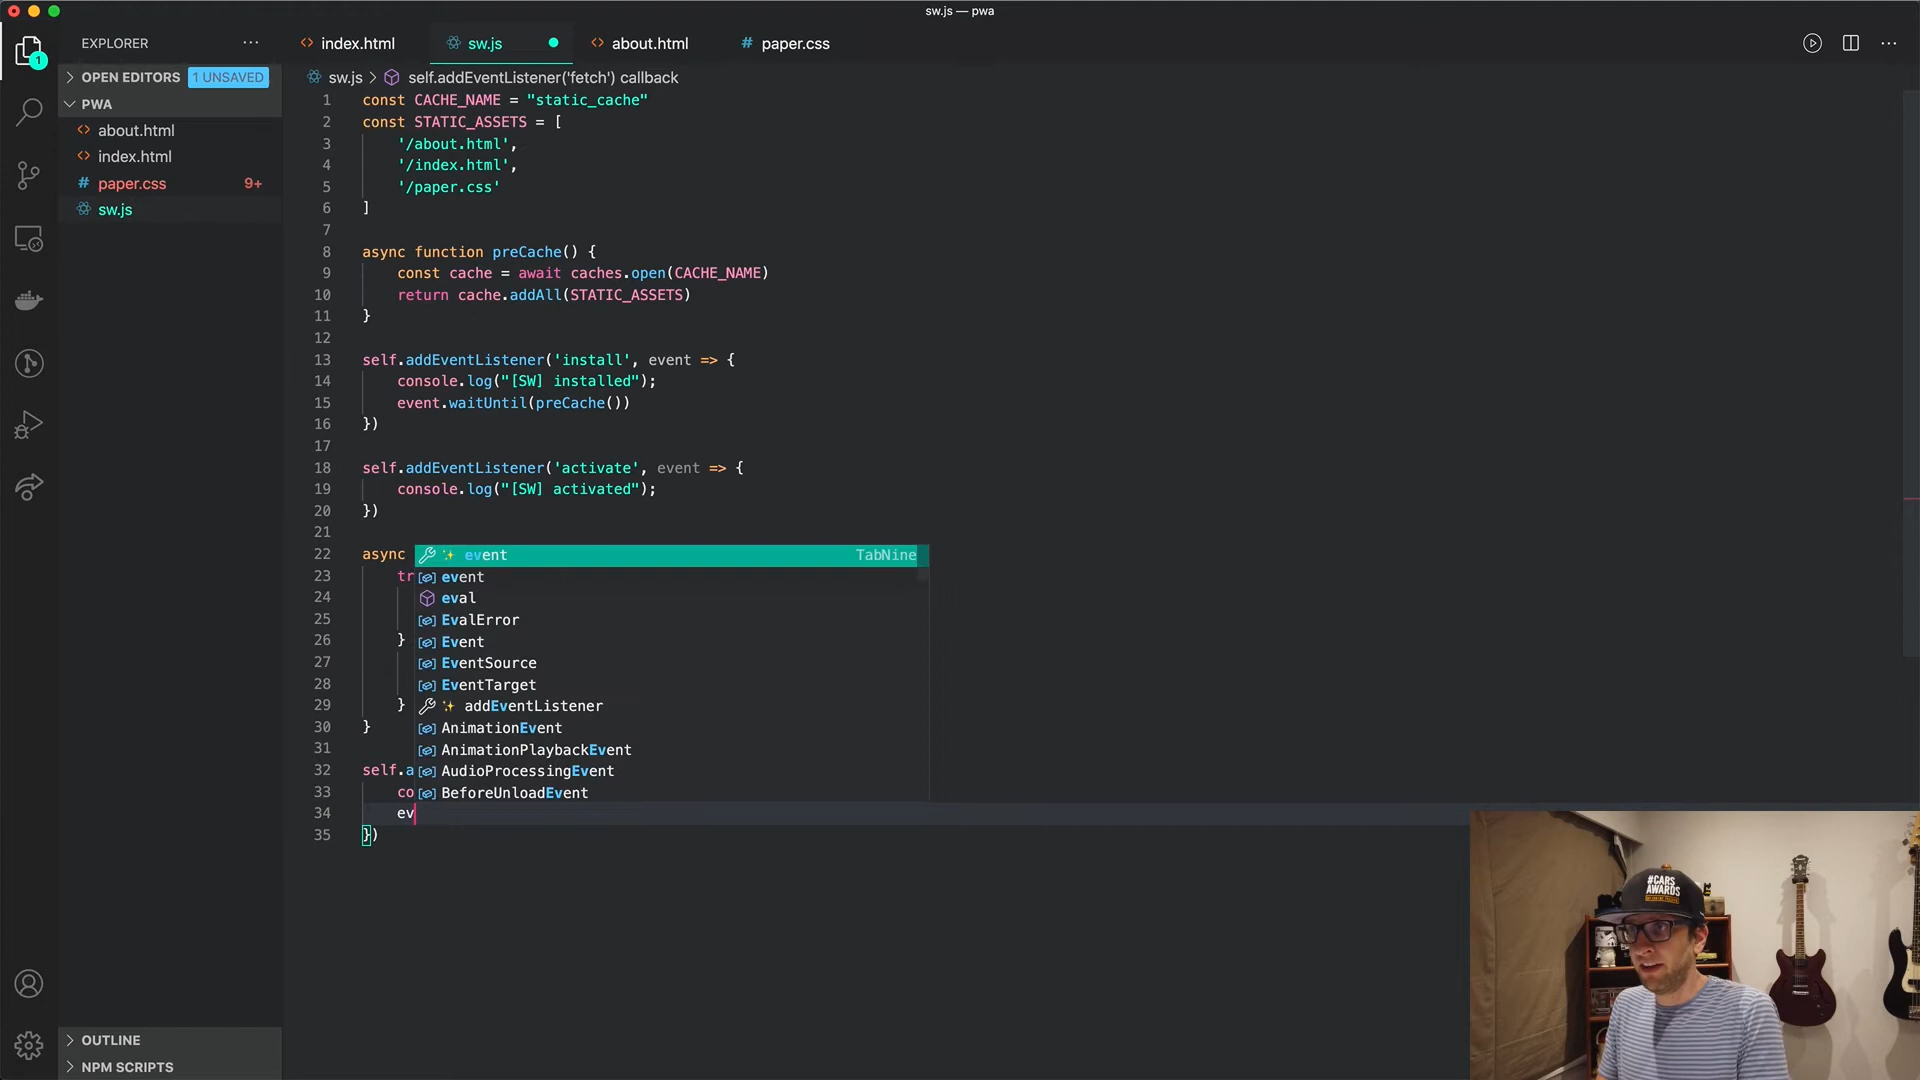 sw.js — pwa
EXPLORER
index.html
sw.js
about.html
# paper.css
OPEN EDITORS 1 UNSAVED
sw.js > self.addEventListener('fetch') callback
PWA
about.html
index.html
# paper.css 9+
sw.js
1
1 const CACHE_NAME = "static_cache"
2 const STATIC_ASSETS = [
3 '/about.html',
4 '/index.html',
5 '/paper.css'
6 ]
7
8 async function preCache() {
9 const cache = await caches.open(CACHE_NAME)
10 return cache.addAll(STATIC_ASSETS)
11 }
12
13 self.addEventListener('install', event => {
14 console.log("[SW] installed");
15 event.waitUntil(preCache())
16 })
17
18 self.addEventListener('activate', event => {
19 console.log("[SW] activated");
20 })
21
22 async
23 tr
24
25
26 }
27
28
29 }
30 }
31
32 self.a
33 co
34 ev
35 })
event TabNine
event
eval
EvalError
Event
EventSource
EventTarget
addEventListener
AnimationEvent
AnimationPlaybackEvent
AudioProcessingEvent
BeforeUnloadEvent
OUTLINE
NPM SCRIPTS
#CARS
AWARDS